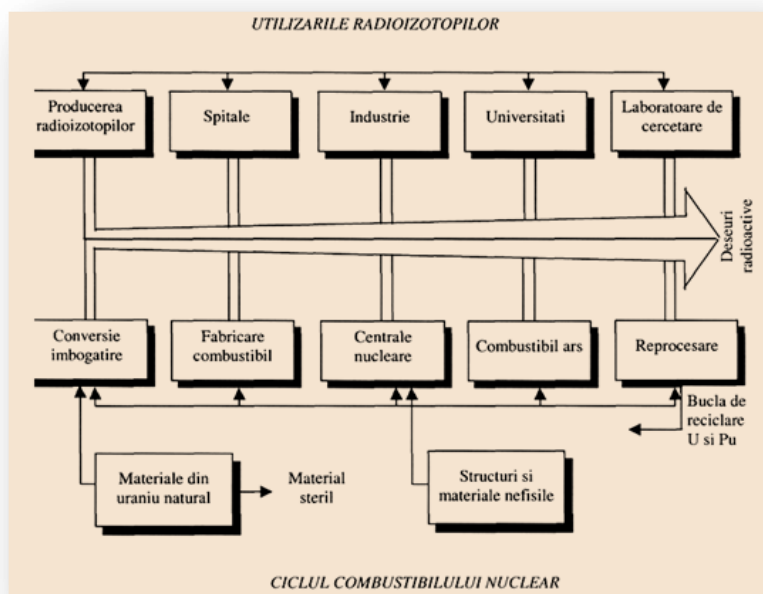 UTILIZARILE RADIOIZOTOPILOR
Producerea
radioizotopilor
Spitale
Industrie
Universitati
Laboratoare de
cercetare
Deseuri
radioactive
Conversie
imbogatire
Fabricare
combustibil
Centrale
nucleare
Combustibil ars
Reprocesare
Bucla de
reciclare
U si Pu
Materiale din
uraniu natural
Material
steril
Structuri si
materiale nefisile
CICLUL COMBUSTIBILULUI NUCLEAR